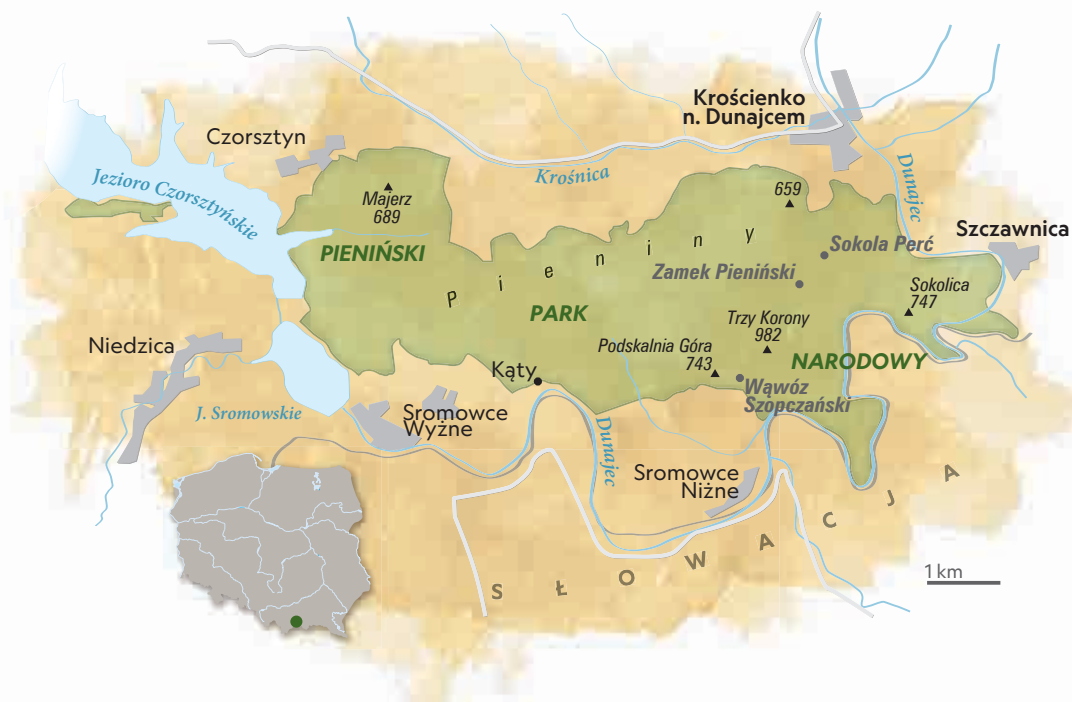 Krościenko
n. Dunajcem
Czorsztyn
Krośnica
Dunajec
Jezioro Czorsztyńskie
Majerz
689
659
Szczawnica
PIENIŃSKI
Pieniny
Sokola Perć
Zamek Pieniński
Sokolica
747
PARK
Trzy Korony
982
Niedzica
Podskalnia Góra
743
NARODOWY
Kąty
Wąwóz
Szopczański
J. Sromowskie
Sromowce
Wyżne
Dunajec
Sromowce
Niżne
SŁOWACJA
1 km